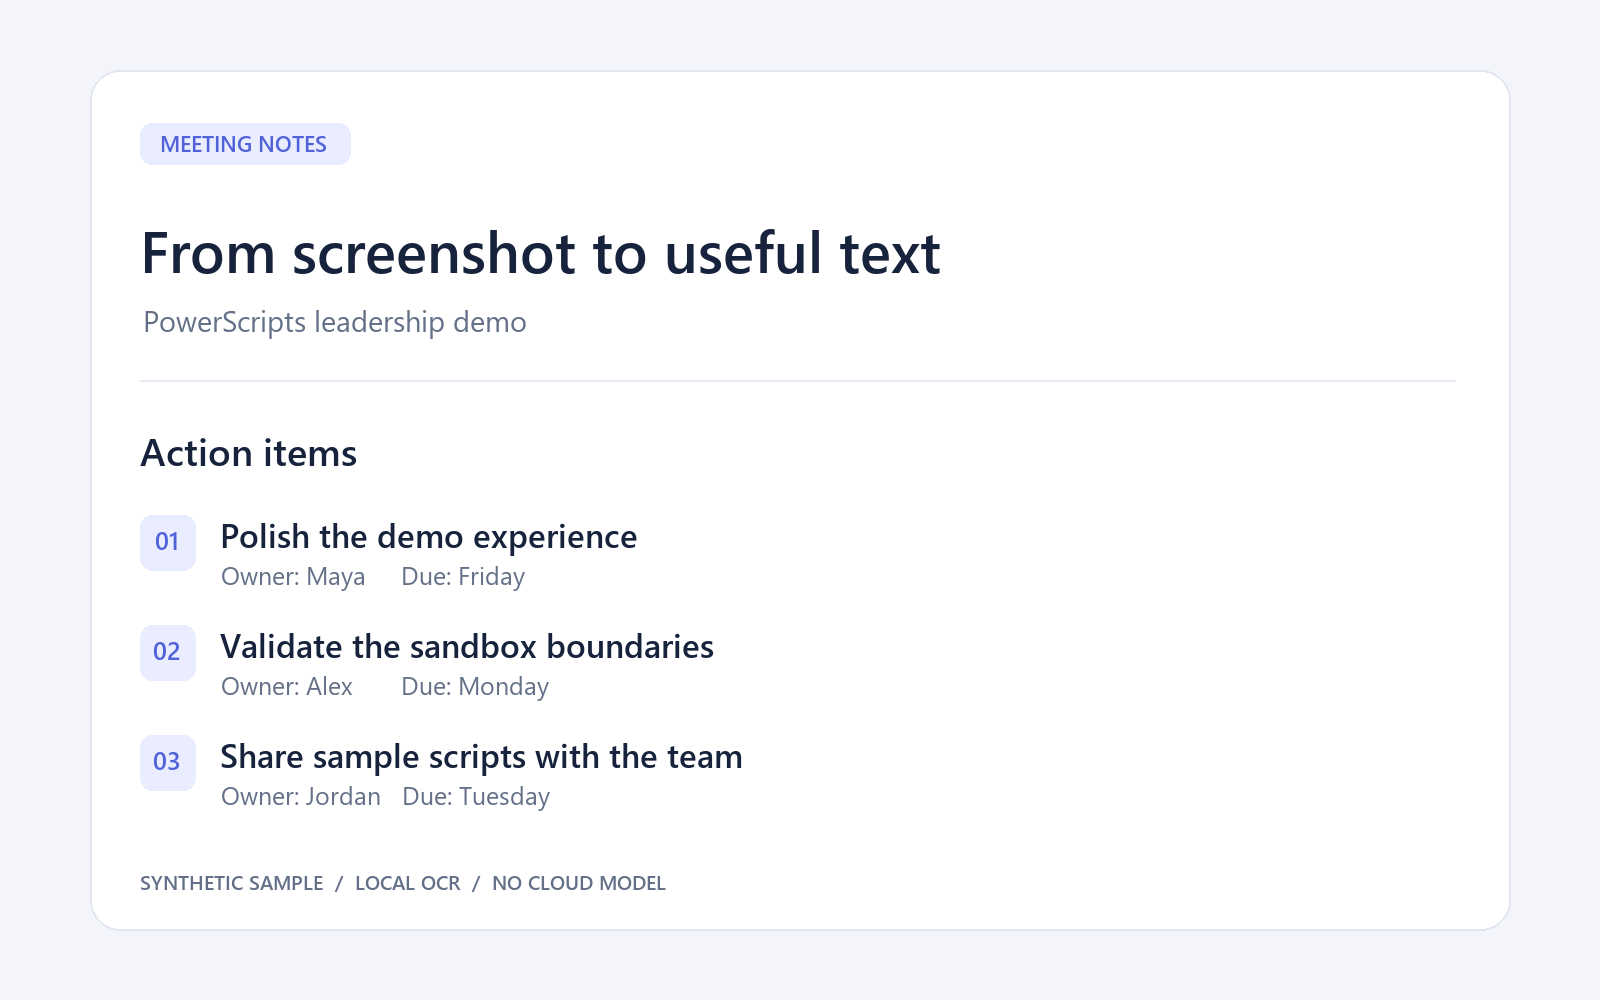 MEETING NOTES
From screenshot to useful text
PowerScripts leadership demo
Action items
01
Polish the demo experience
Owner: Maya Due: Friday
02
Validate the sandbox boundaries
Owner: Alex Due: Monday
03
Share sample scripts with the team
Owner: Jordan Due: Tuesday
SYNTHETIC SAMPLE / LOCAL OCR / NO CLOUD MODEL